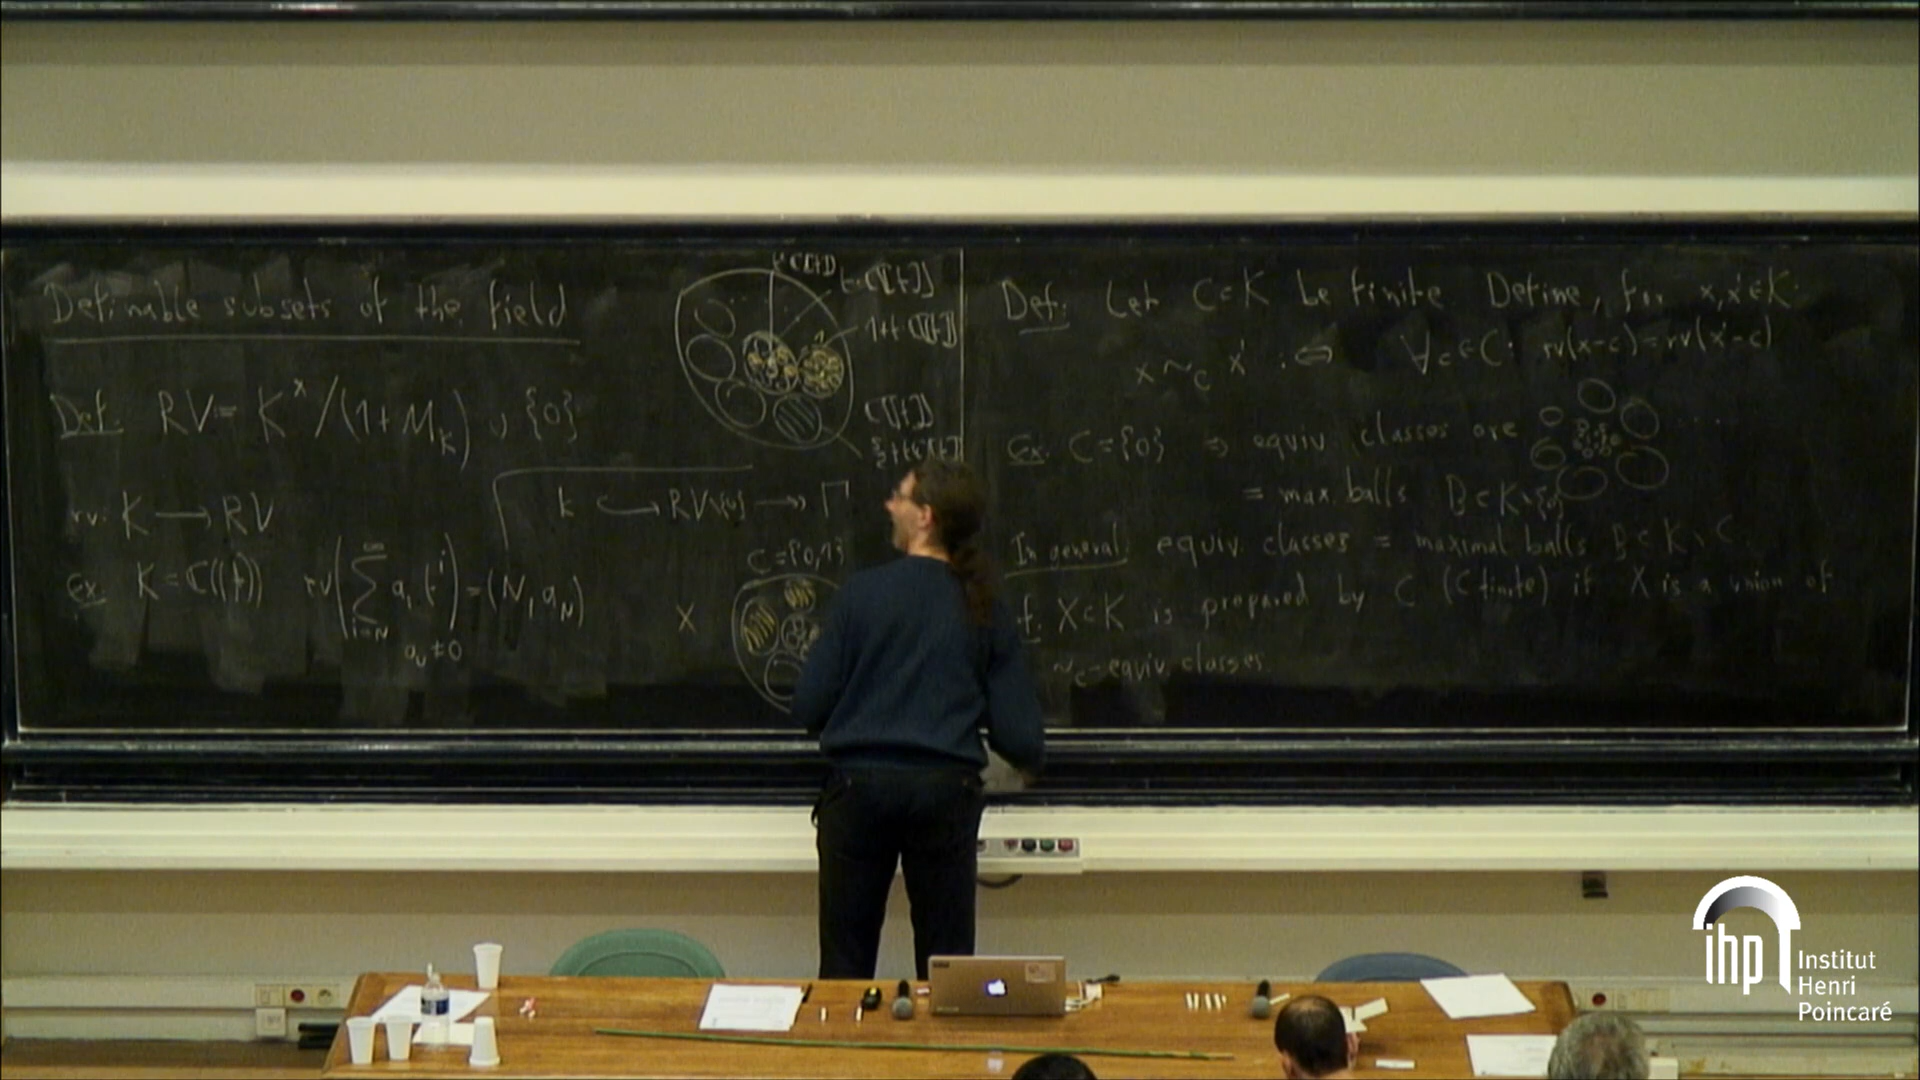 Definable subsets of the field
Def: RV = K^× / (1+M_K) ∪ {0}
rv: K → RV
Ex: K = ℂ((t)) rv(∑_{i=N}^{∞} a_i t^i) = (N, a_N)
a_N ≠ 0
t·ℂ[[t]]
1+t·ℂ[[t]]
ℂ[[t]]
k ↪ RV\{0} ↠ Γ
C = {0,1}
X
Def: Let C ⊂ K be finite Define, for x,x' ∈ K:
x ~_C x' :⇔ ∀c ∈ C: rv(x-c) = rv(x'-c)
Ex: C = {0} ⇒ equiv. classes are
= max. balls B ⊂ K\{0}
In general: equiv. classes = maximal balls B ⊂ K\C
X ⊂ K is prepared by C (C finite) if X is a union of
~_C-equiv. classes
ihp
Institut
Henri
Poincaré